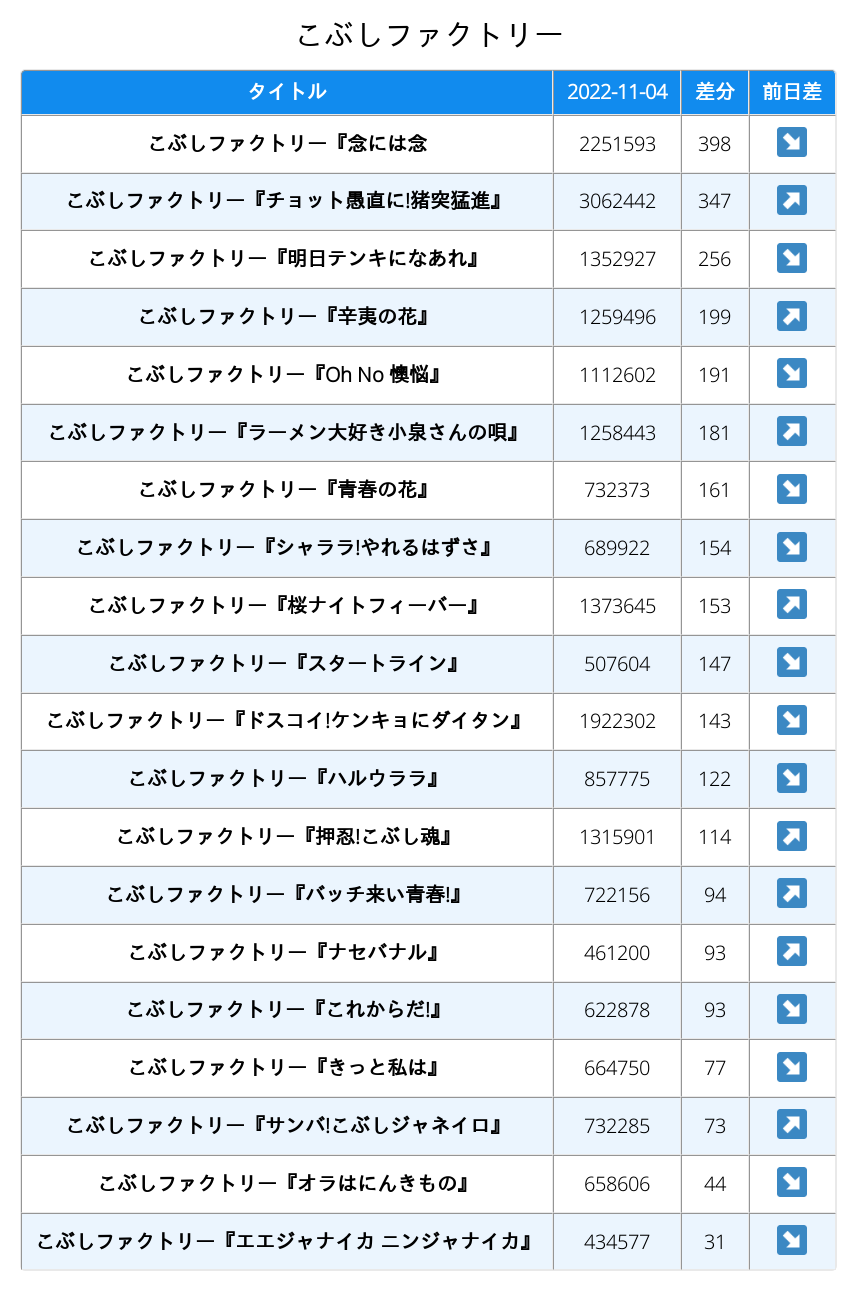 こぶしファクトリー
タイトル 2022-11-04 差分 前日差
こぶしファクトリー『念には念 2251593 398 ↘
こぶしファクトリー『チョット愚直に!猪突猛進』 3062442 347 ↗
こぶしファクトリー『明日テンキになあれ』 1352927 256 ↘
こぶしファクトリー『辛夷の花』 1259496 199 ↗
こぶしファクトリー『Oh No 懊悩』 1112602 191 ↘
こぶしファクトリー『ラーメン大好き小泉さんの唄』 1258443 181 ↗
こぶしファクトリー『青春の花』 732373 161 ↘
こぶしファクトリー『シャララ!やれるはずさ』 689922 154 ↘
こぶしファクトリー『桜ナイトフィーバー』 1373645 153 ↗
こぶしファクトリー『スタートライン』 507604 147 ↘
こぶしファクトリー『ドスコイ!ケンキョにダイタン』 1922302 143 ↘
こぶしファクトリー『ハルウララ』 857775 122 ↘
こぶしファクトリー『押忍!こぶし魂』 1315901 114 ↗
こぶしファクトリー『バッチ来い青春!』 722156 94 ↗
こぶしファクトリー『ナセバナル』 461200 93 ↗
こぶしファクトリー『これからだ!』 622878 93 ↘
こぶしファクトリー『きっと私は』 664750 77 ↘
こぶしファクトリー『サンバ!こぶしジャネイロ』 732285 73 ↗
こぶしファクトリー『オラはにんきもの』 658606 44 ↘
こぶしファクトリー『エエジャナイカ ニンジャナイカ』 434577 31 ↘